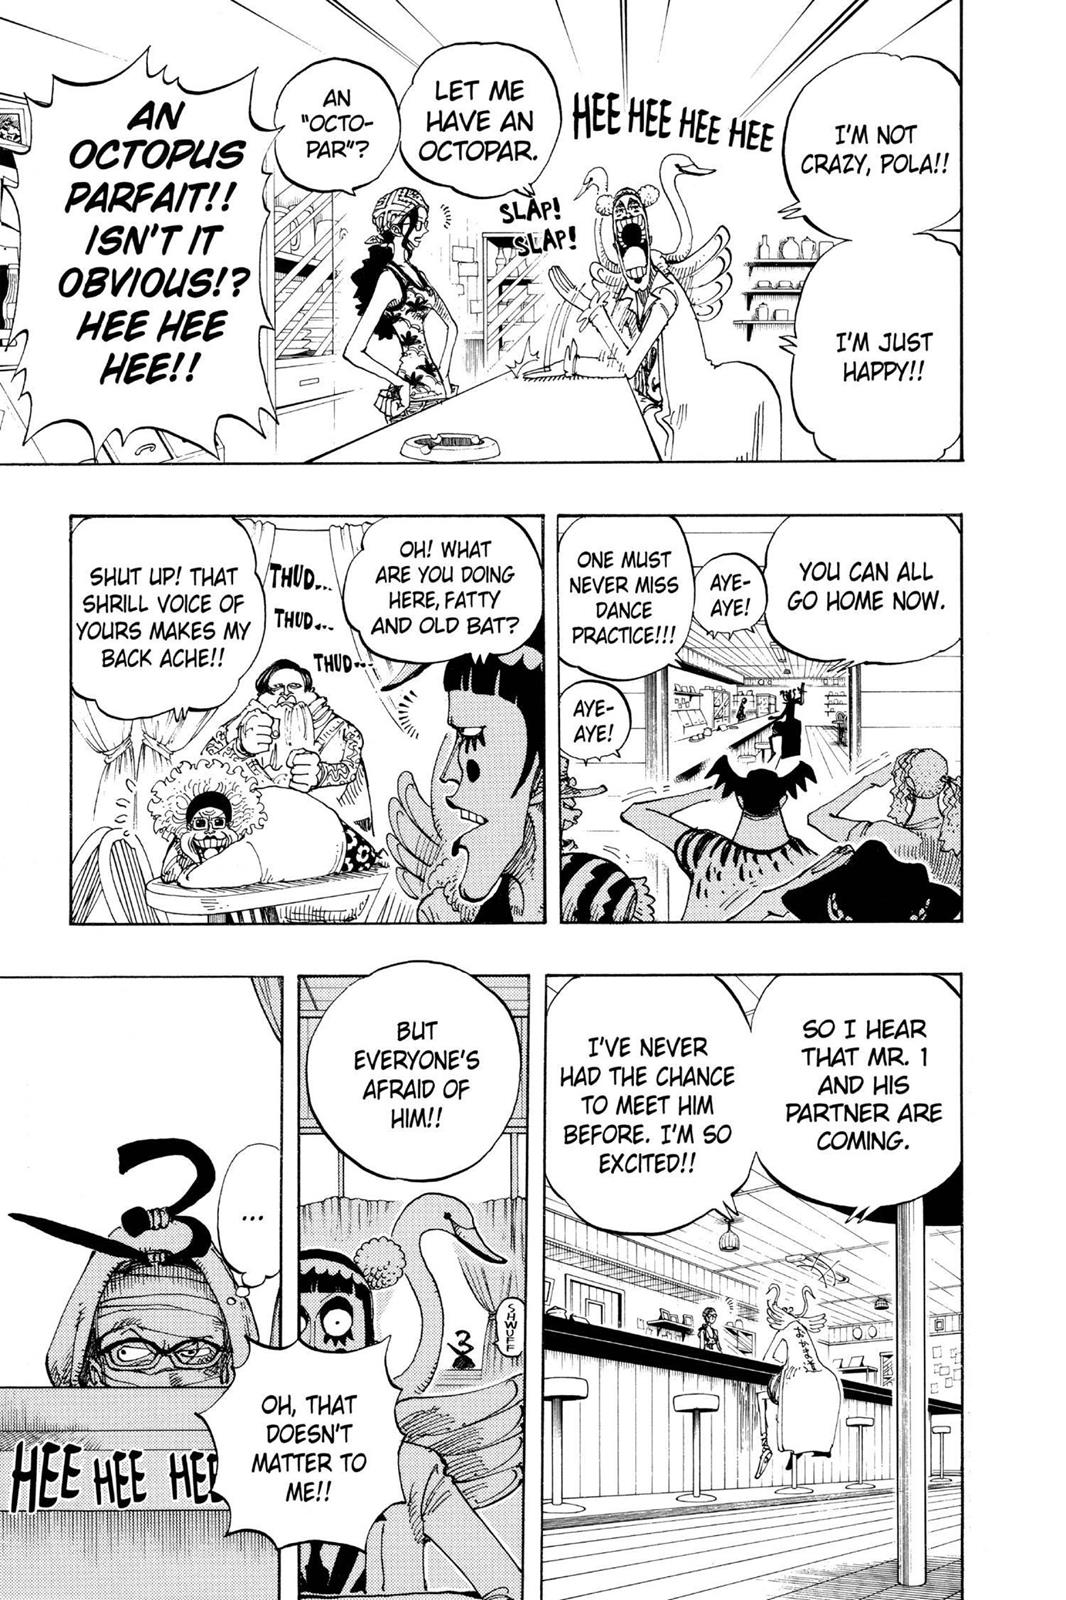 I'M NOT
CRAZY, POLA!!
I'M JUST
HAPPY!!
HEE HEE HEE HEE
SLAP!
SLAP!
LET ME
HAVE AN
OCTOPAR.
AN
"OCTO-
PAR"?
AN
OCTOPUS
PARFAIT!!
ISN'T IT
OBVIOUS!?
HEE HEE
HEE!!
YOU CAN ALL
GO HOME NOW.
AYE-
AYE!
ONE MUST
NEVER MISS
DANCE
PRACTICE!!!
AYE-
AYE!
OH! WHAT
ARE YOU DOING
HERE, FATTY
AND OLD BAT?
THUD...
THUD...
THUD...
SHUT UP! THAT
SHRILL VOICE OF
YOURS MAKES MY
BACK ACHE!!
SO I HEAR
THAT MR. 1
AND HIS
PARTNER ARE
COMING.
I'VE NEVER
HAD THE CHANCE
TO MEET HIM
BEFORE. I'M SO
EXCITED!!
BUT
EVERYONE'S
AFRAID OF
HIM!!
SHWUFF
3
OH, THAT
DOESN'T
MATTER TO
ME!!
...
3
HEE HEE HEE